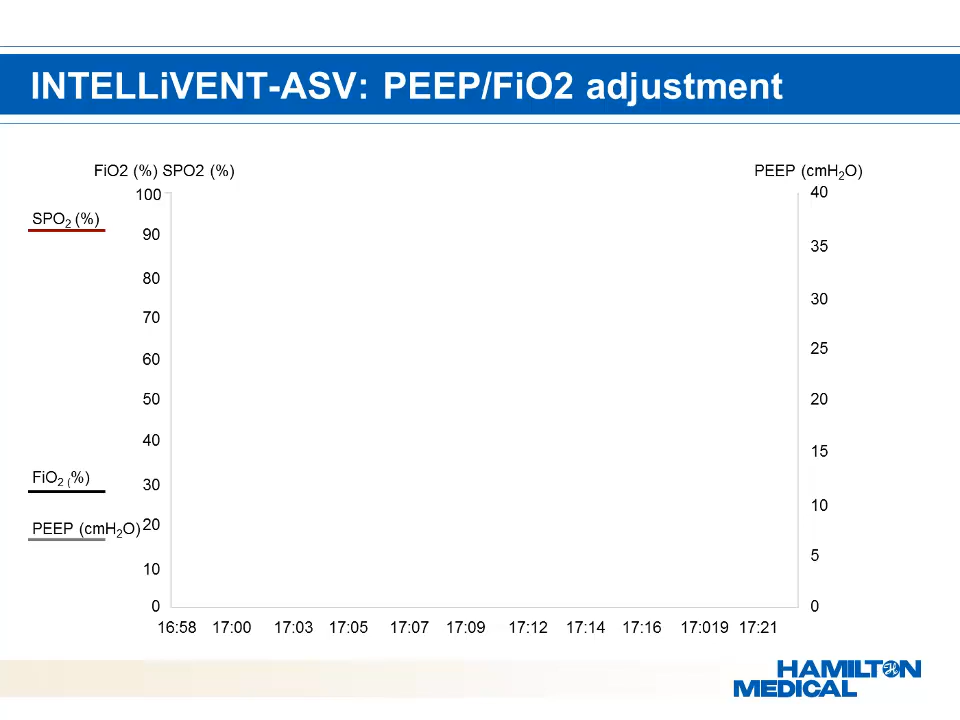 INTELLiVENT-ASV: PEEP/FiO2 adjustment
FiO2 (%) SPO2 (%)
PEEP (cmH₂O)
100
40
SPO₂ (%)
90
35
80
30
70
25
60
50
20
40
15
FiO₂ ₍%)
30
10
PEEP (cmH₂O)
20
5
10
0
0
16:58 17:00 17:03 17:05 17:07 17:09 17:12 17:14 17:16 17:019 17:21
HAMILTON
MEDICAL